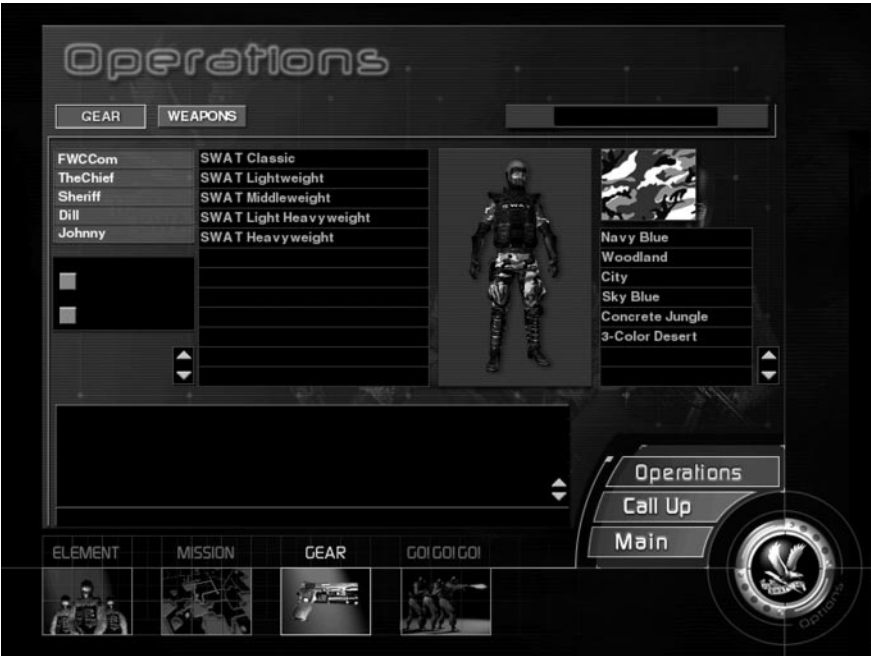 Operations
GEAR
WEAPONS
FWCCom
TheChief
Sheriff
Dill
Johnny
SWAT Classic
SWAT Lightweight
SWAT Middleweight
SWAT Light Heavyweight
SWAT Heavyweight
SWAT
Navy Blue
Woodland
City
Sky Blue
Concrete Jungle
3-Color Desert
Operations
Call Up
Main
Options
ELEMENT
MISSION
GEAR
GO! GO! GO!